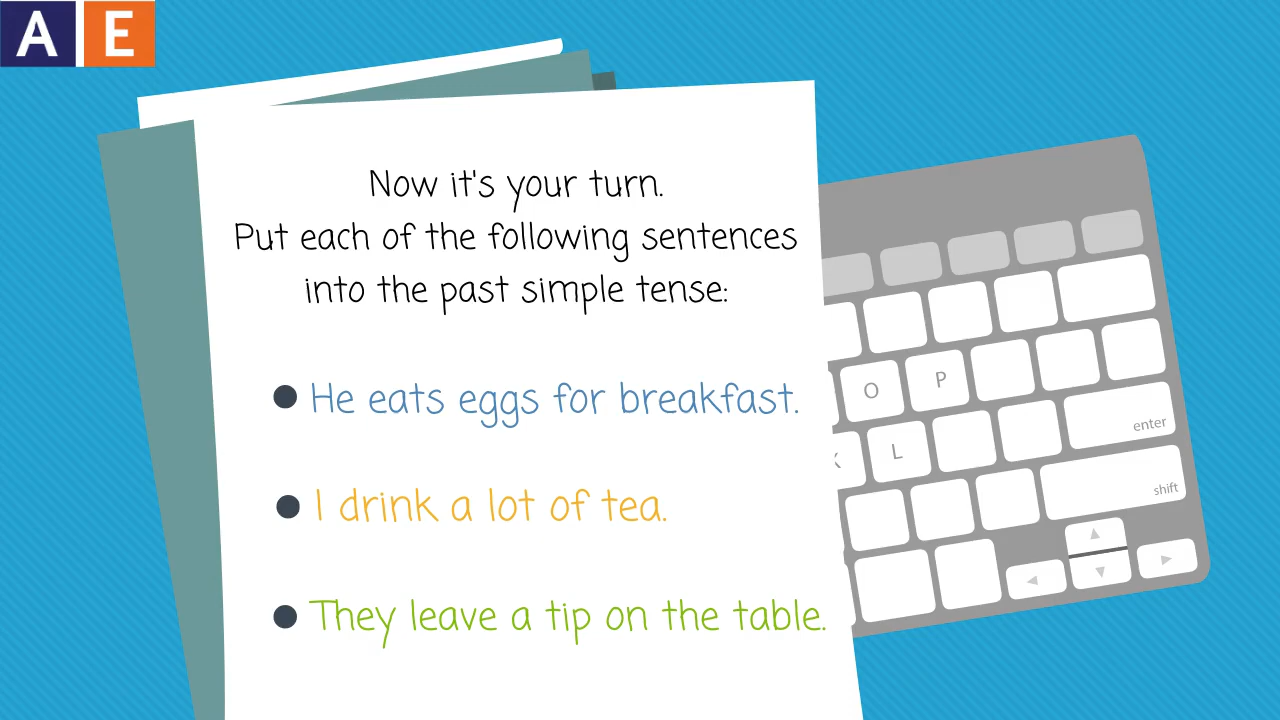 A E
Now it's your turn.
Put each of the following sentences
into the past simple tense:
● He eats eggs for breakfast.
● I drink a lot of tea.
● They leave a tip on the table.
O P
enter
L
shift